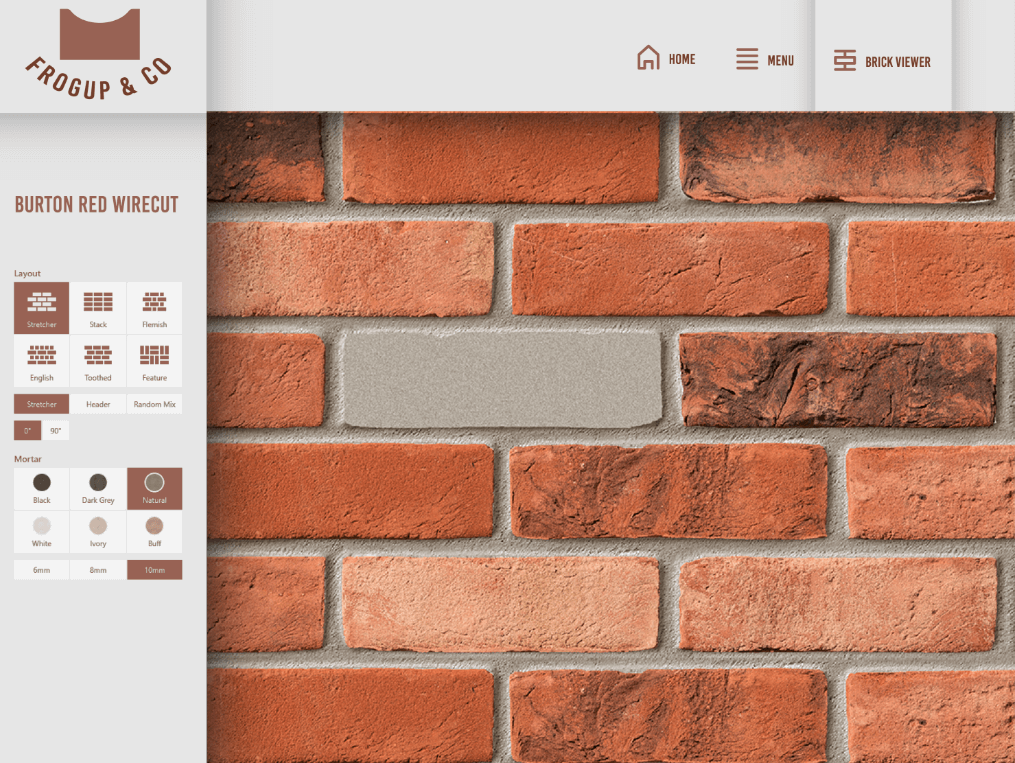 FROGUP & CO
HOME
MENU
BRICK VIEWER
BURTON RED WIRECUT
Layout
Stretcher
Stack
Flemish
English
Toothed
Feature
Stretcher
Header
Random Mix
0°
90°
Mortar
Black
Dark Grey
Natural
White
Ivory
Buff
6mm
8mm
10mm